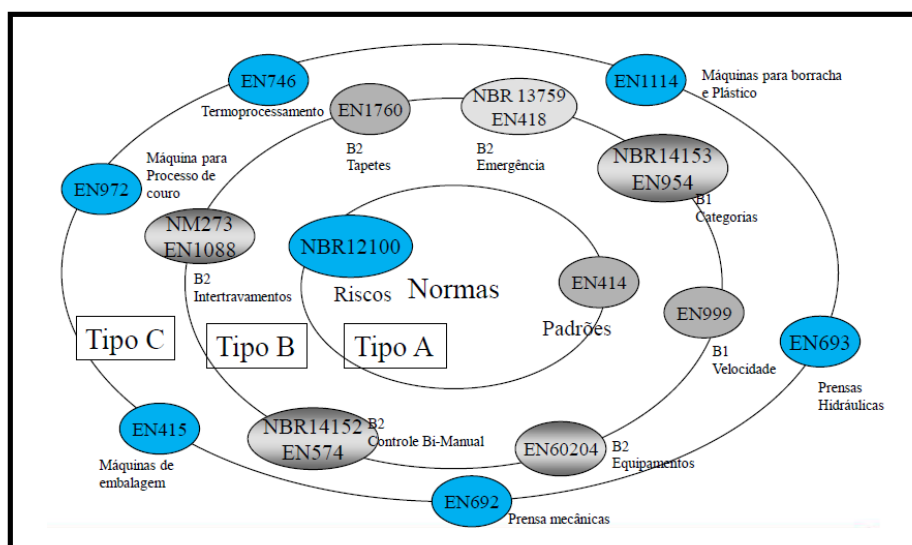 EN746
Termoprocessamento
EN1114
Máquinas para borracha
e Plástico
EN1760
B2
Tapetes
NBR 13759
EN418
B2
Emergência
NBR14153
EN954
B1
Categorias
EN972
Máquina para
Processo de
couro
NM273
EN1088
B2
Intertravamentos
NBR12100
Riscos
Normas
EN414
Padrões
EN999
B1
Velocidade
Tipo C
Tipo B
Tipo A
EN693
Prensas
Hidráulicas
EN415
Máquinas de
embalagem
NBR14152
EN574
B2
Controle Bi-Manual
EN60204
B2
Equipamentos
EN692
Prensa mecânicas